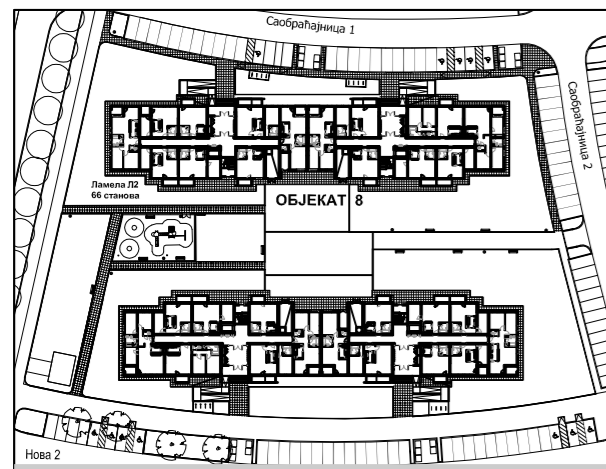 Саобраћајница 1
Саобраћајница 2
Ламела Л2
66 станова
ОБЈЕКАТ 8
Нова 2